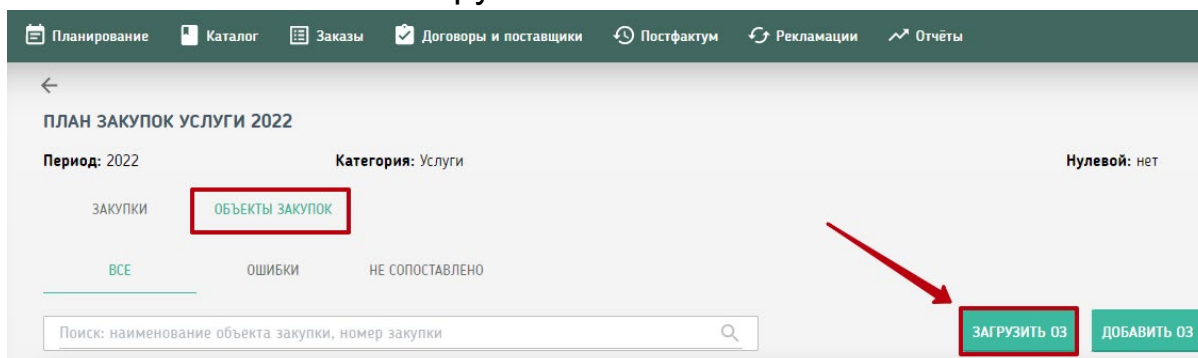 Планирование Каталог Заказы Договоры и поставщики Постфактум Рекламации Отчёты
ПЛАН ЗАКУПОК УСЛУГИ 2022
Период: 2022 Категория: Услуги Нулевой: нет
ЗАКУПКИ ОБЪЕКТЫ ЗАКУПОК
ВСЕ ОШИБКИ НЕ СОПОСТАВЛЕНО
Поиск: наименование объекта закупки, номер закупки ЗАГРУЗИТЬ ОЗ ДОБАВИТЬ ОЗ